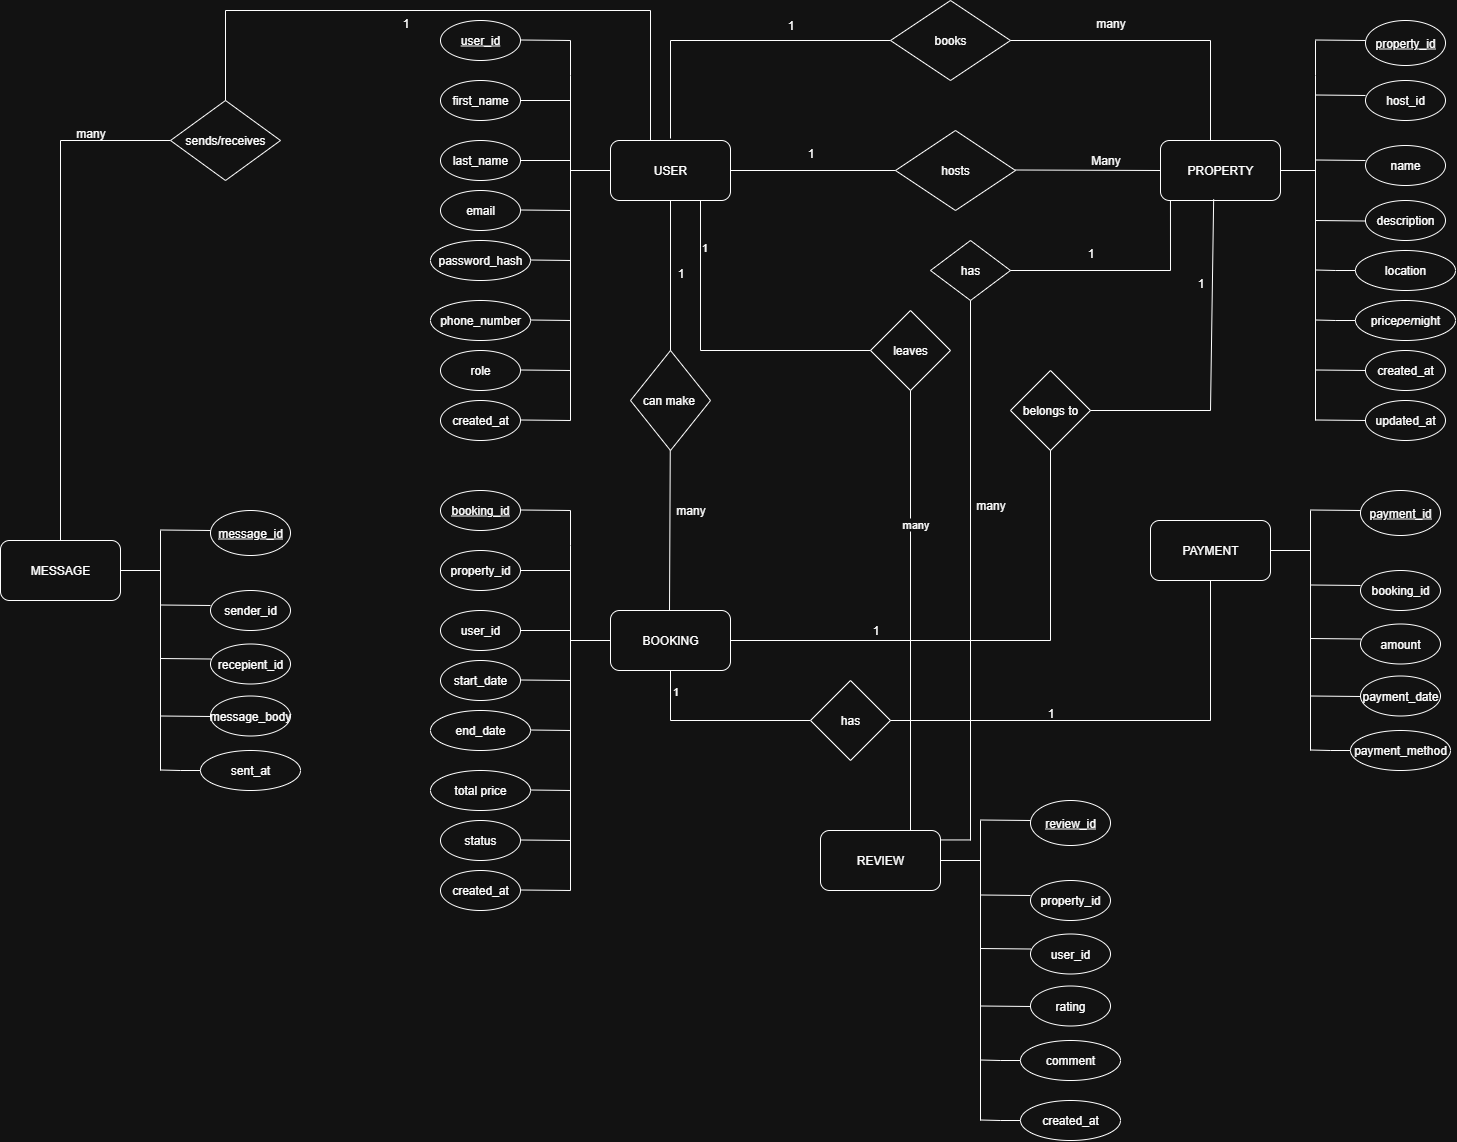 1
user_id
first_name
last_name
email
password_hash
phone_number
role
created_at
many
sends/receives
USER
1
books
many
1
hosts
Many
PROPERTY
property_id
host_id
name
description
location
pricepernight
created_at
updated_at
1
1
has
1
1
leaves
can make
belongs to
many
many
many
MESSAGE
message_id
sender_id
recepient_id
message_body
sent_at
booking_id
property_id
user_id
start_date
end_date
total price
status
created_at
BOOKING
1
1
has
1
PAYMENT
payment_id
booking_id
amount
payment_date
payment_method
REVIEW
review_id
property_id
user_id
rating
comment
created_at